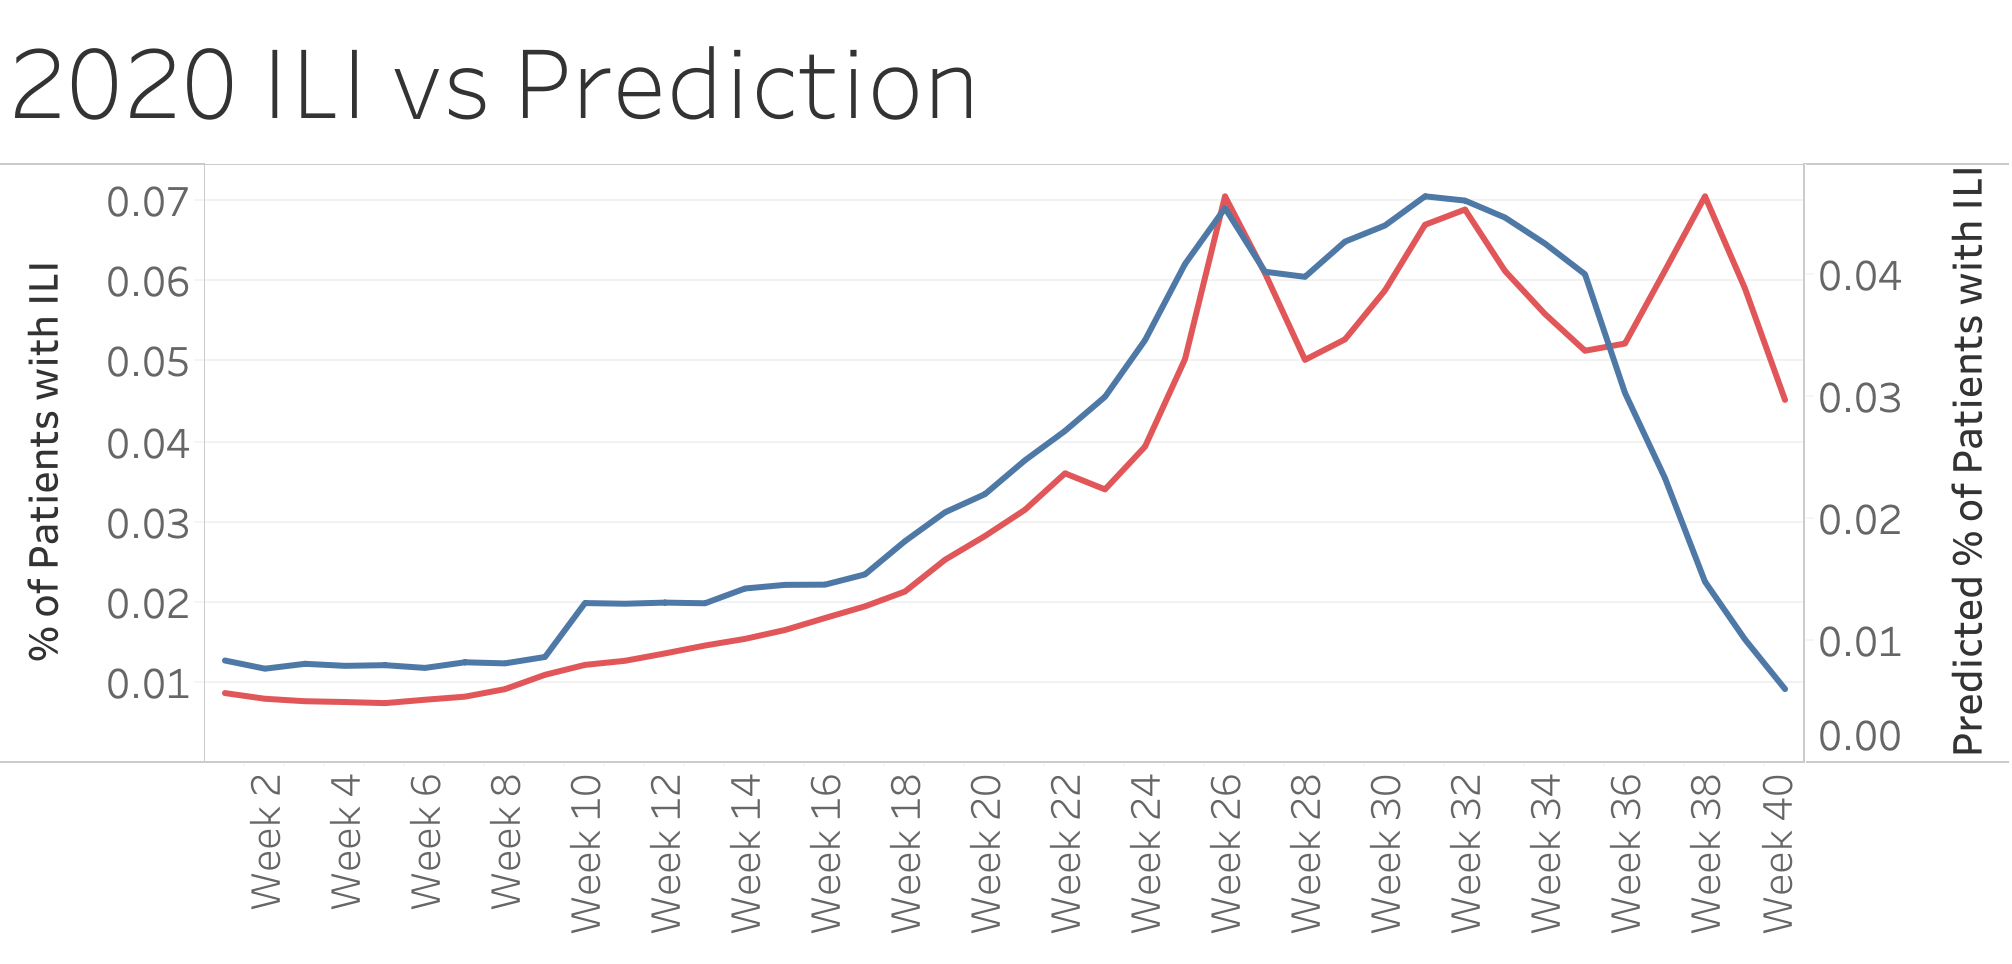 2020 ILI vs Prediction
% of Patients with ILI
0.07
0.06
0.05
0.04
0.03
0.02
0.01
Predicted % of Patients with ILI
0.04
0.03
0.02
0.01
0.00
Week 2
Week 4
Week 6
Week 8
Week 10
Week 12
Week 14
Week 16
Week 18
Week 20
Week 22
Week 24
Week 26
Week 28
Week 30
Week 32
Week 34
Week 36
Week 38
Week 40